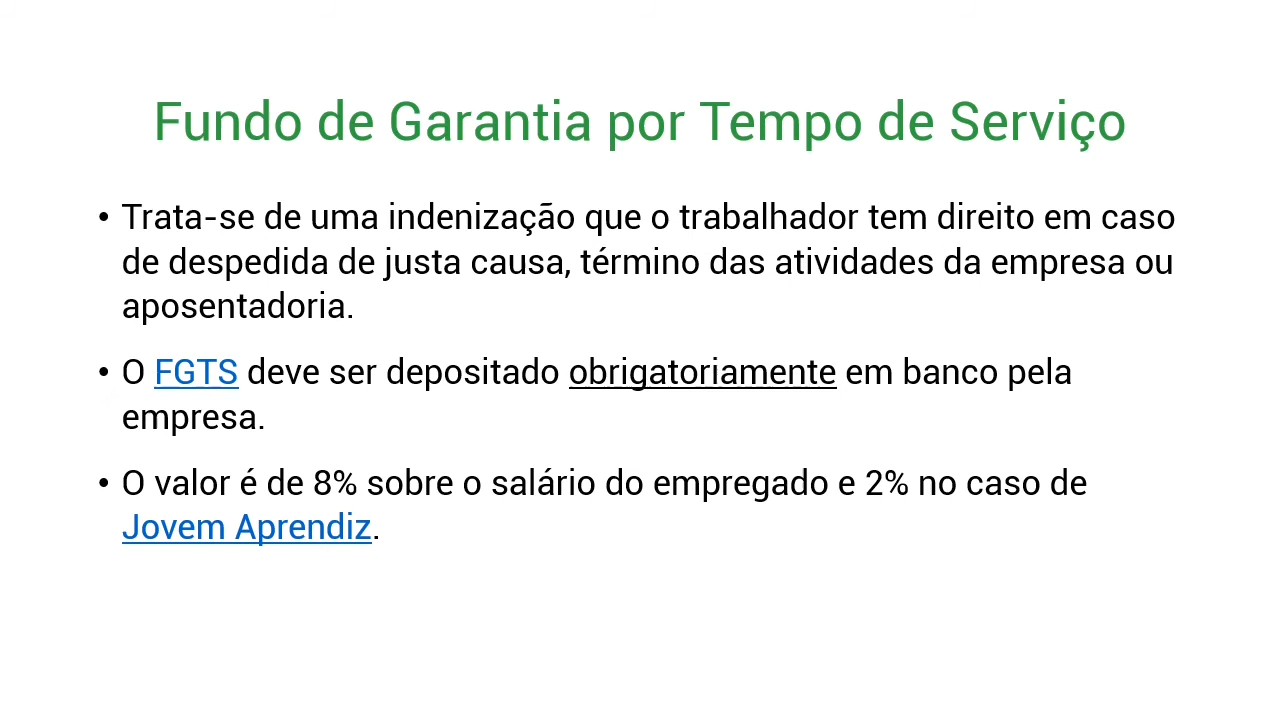 Fundo de Garantia por Tempo de Serviço
• Trata-se de uma indenização que o trabalhador tem direito em caso
de despedida de justa causa, término das atividades da empresa ou
aposentadoria.
• O FGTS deve ser depositado obrigatoriamente em banco pela
empresa.
• O valor é de 8% sobre o salário do empregado e 2% no caso de
Jovem Aprendiz.